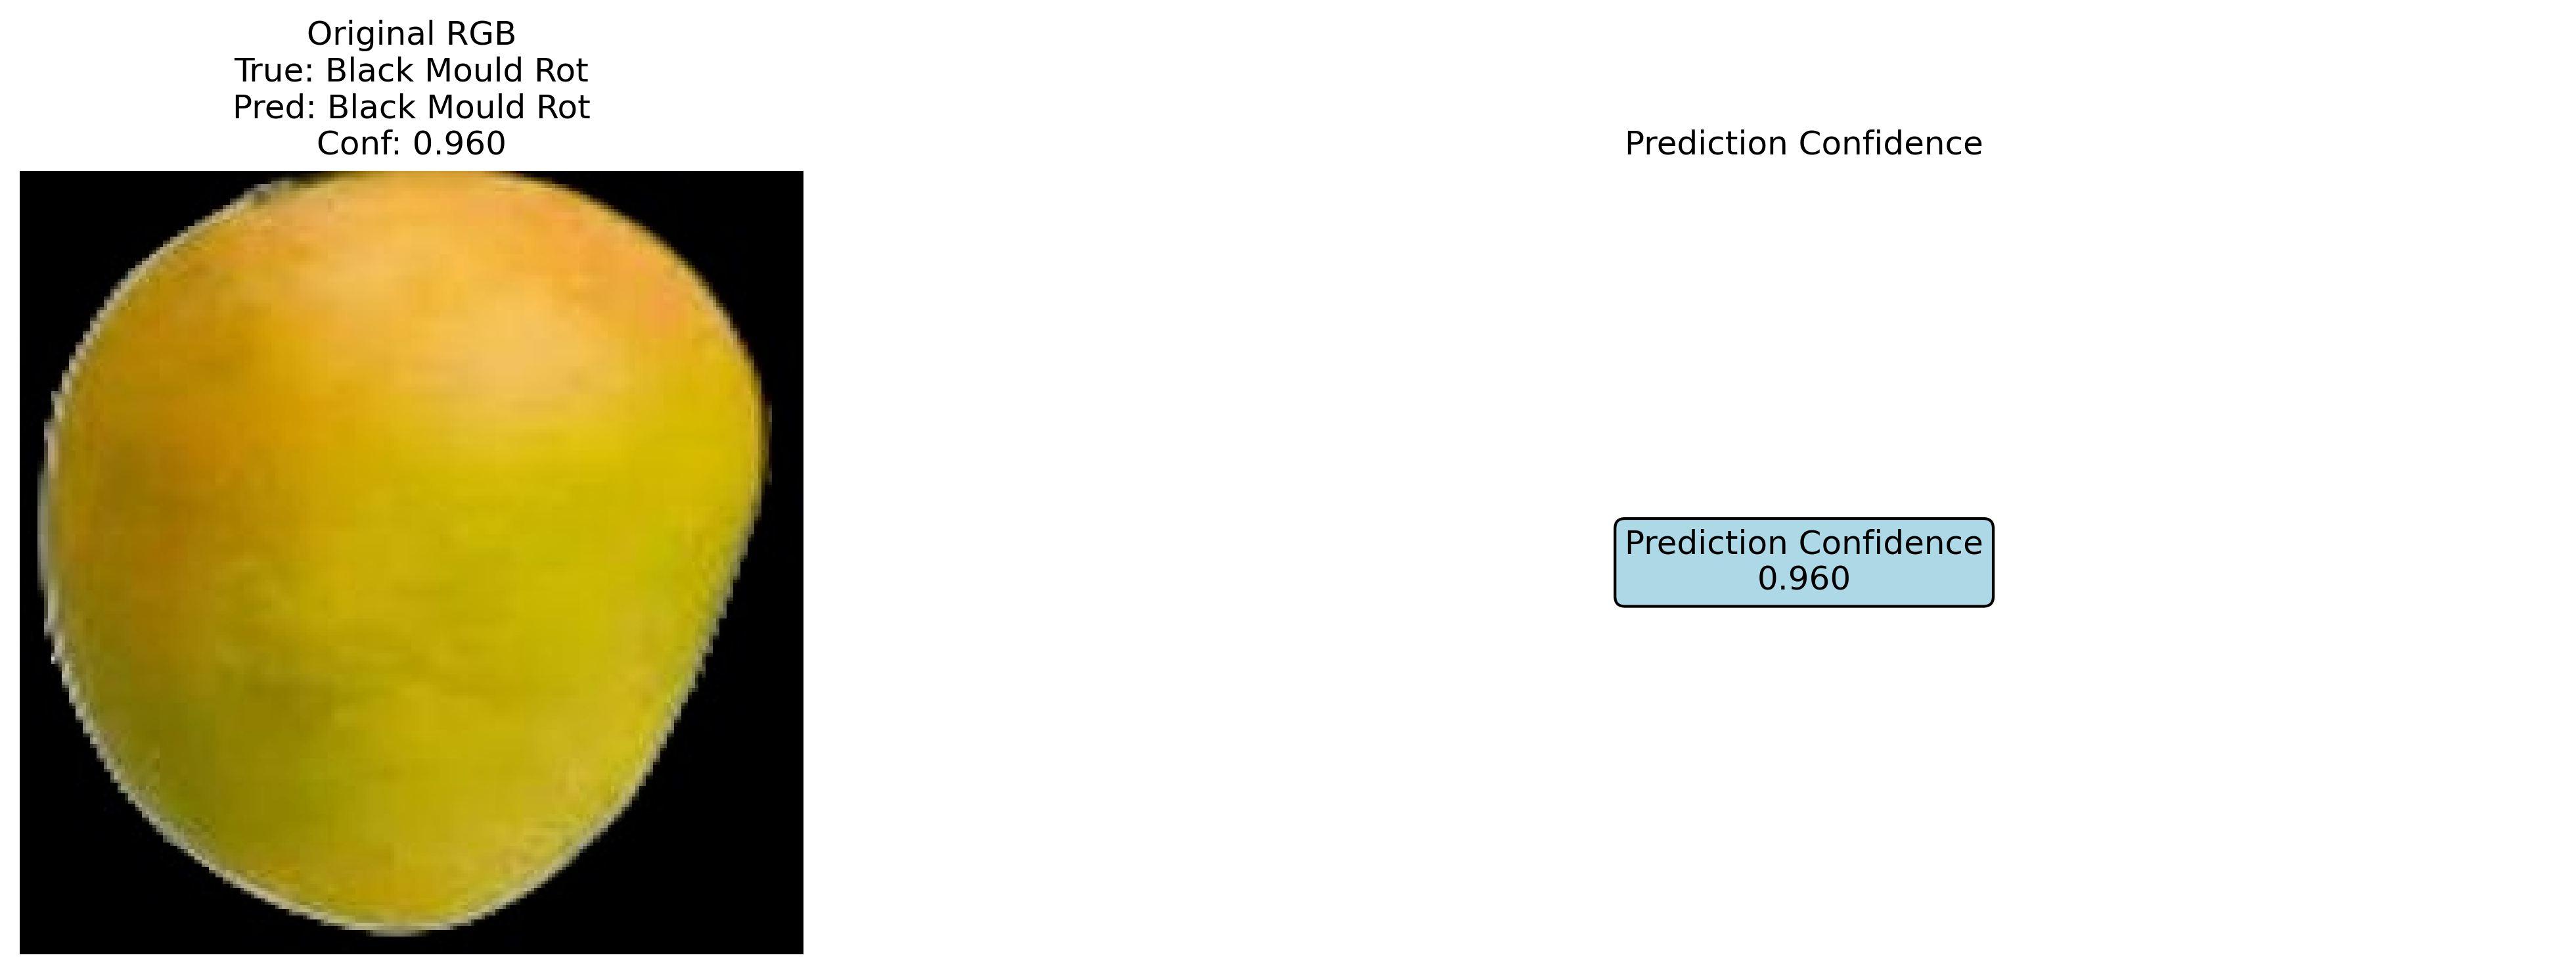 Original RGB
True: Black Mould Rot
Pred: Black Mould Rot
Conf: 0.960
Prediction Confidence
Prediction Confidence
0.960